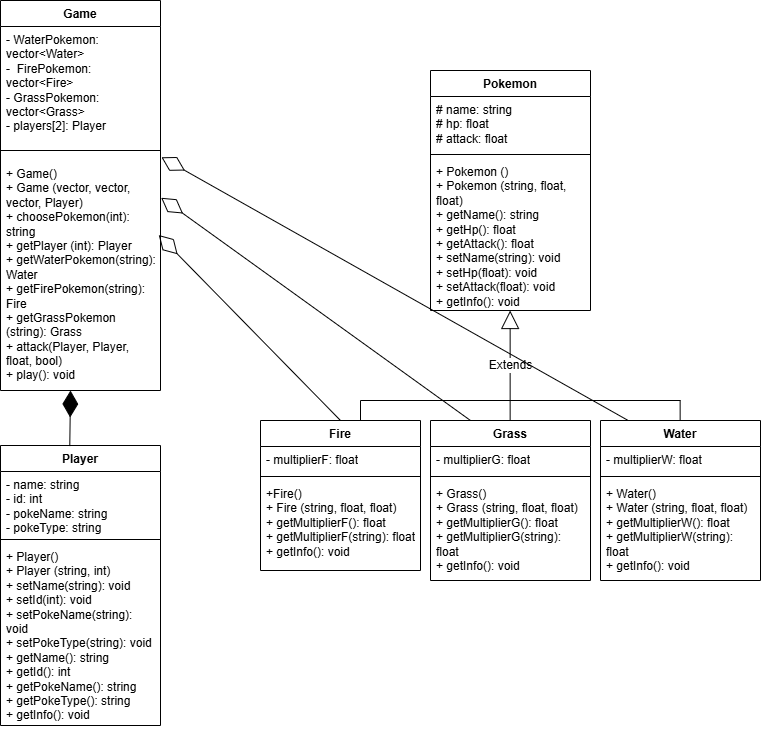 Game
- WaterPokemon:
vector<Water>
-  FirePokemon:
vector<Fire>
- GrassPokemon:
vector<Grass>
- players[2]: Player
+ Game()
+ Game (vector, vector,
vector, Player)
+ choosePokemon(int):
string
+ getPlayer (int): Player
+ getWaterPokemon(string):
Water
+ getFirePokemon(string):
Fire
+ getGrassPokemon
(string): Grass
+ attack(Player, Player,
float, bool)
+ play(): void
Pokemon
# name: string
# hp: float
# attack: float
+ Pokemon ()
+ Pokemon (string, float,
float)
+ getName(): string
+ getHp(): float
+ getAttack(): float
+ setName(string): void
+ setHp(float): void
+ setAttack(float): void
+ getInfo(): void
Extends
Player
- name: string
- id: int
- pokeName: string
- pokeType: string
+ Player()
+ Player (string, int)
+ setName(string): void
+ setId(int): void
+ setPokeName(string):
void
+ setPokeType(string): void
+ getName(): string
+ getId(): int
+ getPokeName(): string
+ getPokeType(): string
+ getInfo(): void
Fire
- multiplierF: float
+Fire()
+ Fire (string, float, float)
+ getMultiplierF(): float
+ getMultiplierF(string): float
+ getInfo(): void
Grass
- multiplierG: float
+ Grass()
+ Grass (string, float, float)
+ getMultiplierG(): float
+ getMultiplierG(string):
float
+ getInfo(): void
Water
- multiplierW: float
+ Water()
+ Water (string, float, float)
+ getMultiplierW(): float
+ getMultiplierW(string):
float
+ getInfo(): void